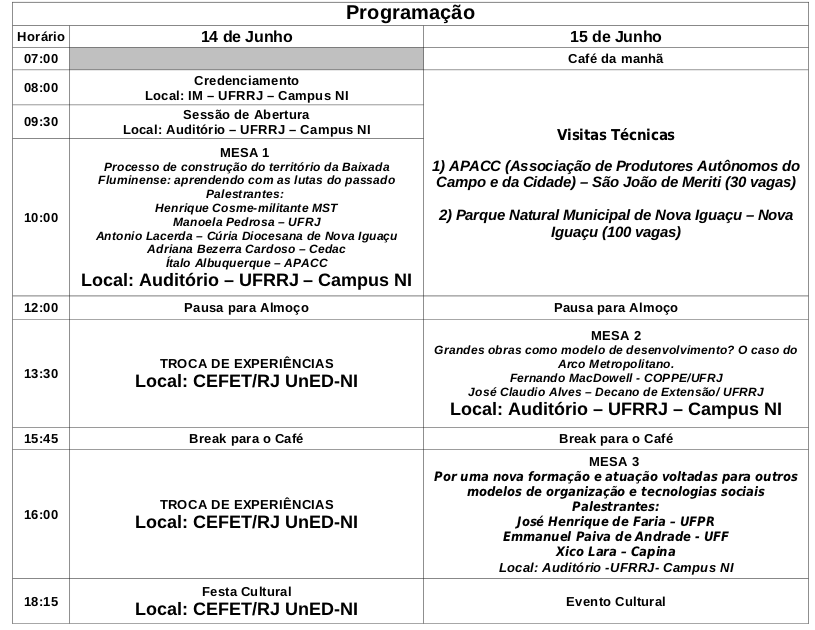 Programação
Horário
14 de Junho
15 de Junho
07:00
Café da manhã
08:00
Credenciamento
Local: IM – UFRRJ – Campus NI
Visitas Técnicas
1) APACC (Associação de Produtores Autônomos do
Campo e da Cidade) – São João de Meriti (30 vagas)
2) Parque Natural Municipal de Nova Iguaçu – Nova
Iguaçu (100 vagas)
09:30
Sessão de Abertura
Local: Auditório – UFRRJ – Campus NI
10:00
MESA 1
Processo de construção do território da Baixada
Fluminense: aprendendo com as lutas do passado
Palestrantes:
Henrique Cosme-militante MST
Manoela Pedrosa – UFRJ
Antonio Lacerda – Cúria Diocesana de Nova Iguaçu
Adriana Bezerra Cardoso – Cedac
Ítalo Albuquerque – APACC
Local: Auditório – UFRRJ – Campus NI
12:00
Pausa para Almoço
Pausa para Almoço
13:30
TROCA DE EXPERIÊNCIAS
Local: CEFET/RJ UnED-NI
MESA 2
Grandes obras como modelo de desenvolvimento? O caso do
Arco Metropolitano.
Fernando MacDowell - COPPE/UFRJ
José Claudio Alves – Decano de Extensão/ UFRRJ
Local: Auditório – UFRRJ – Campus NI
15:45
Break para o Café
Break para o Café
16:00
TROCA DE EXPERIÊNCIAS
Local: CEFET/RJ UnED-NI
MESA 3
Por uma nova formação e atuação voltadas para outros
modelos de organização e tecnologias sociais
Palestrantes:
José Henrique de Faria – UFPR
Emmanuel Paiva de Andrade - UFF
Xico Lara – Capina
Local: Auditório -UFRRJ- Campus NI
18:15
Festa Cultural
Local: CEFET/RJ UnED-NI
Evento Cultural